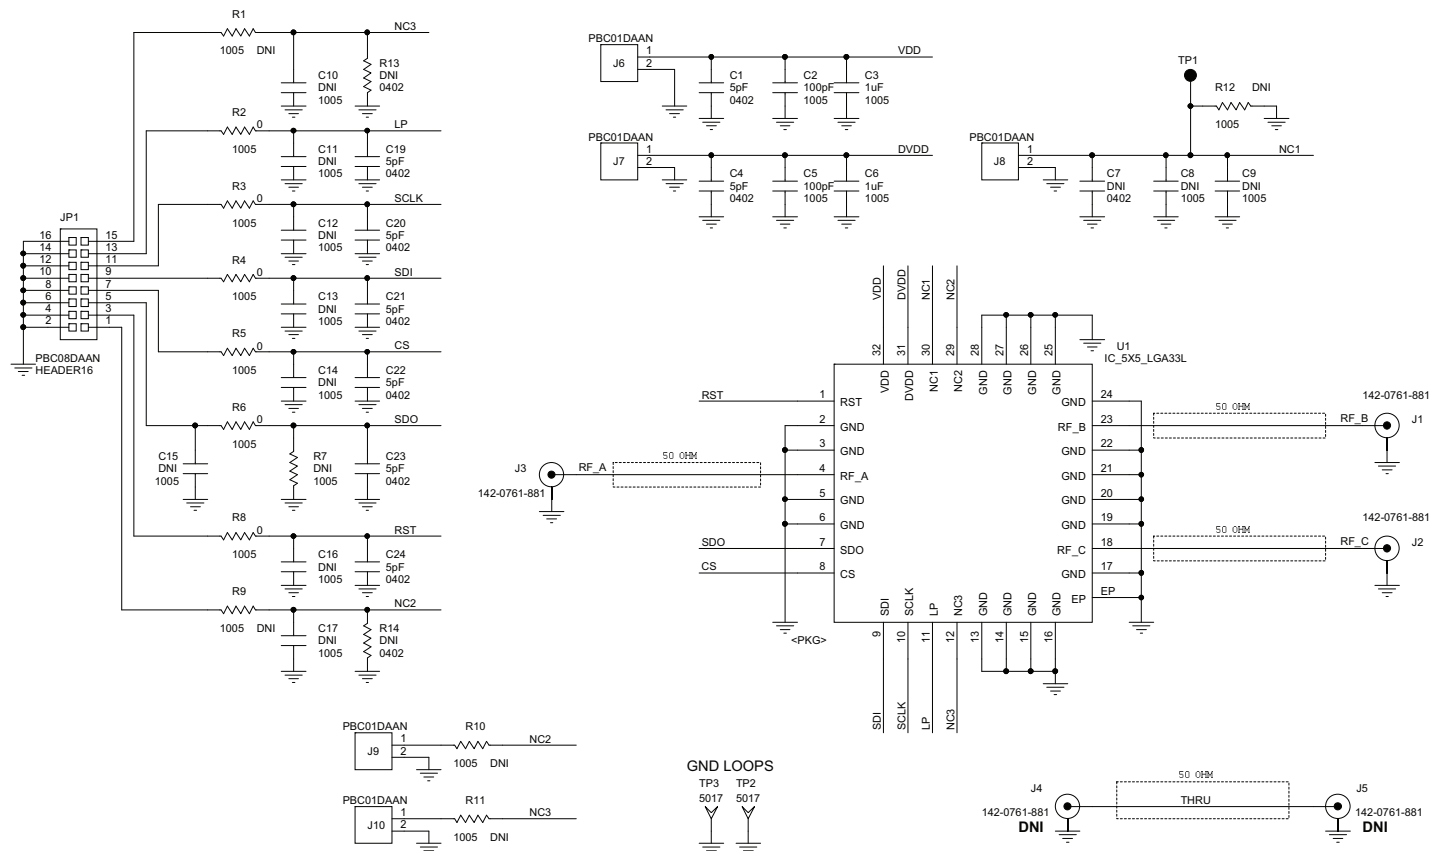 R1
1005 DNI
NC3
C10
DNI
1005
R13
DNI
0402
R2
0
1005
LP
C11
DNI
1005
C19
5pF
0402
R3
0
1005
SCLK
C12
DNI
1005
C20
5pF
0402
R4
0
1005
SDI
C13
DNI
1005
C21
5pF
0402
R5
0
1005
CS
C14
DNI
1005
C22
5pF
0402
R6
0
1005
SDO
C15
DNI
1005
R7
DNI
1005
C23
5pF
0402
R8
0
1005
RST
C16
DNI
1005
C24
5pF
0402
R9
1005 DNI
NC2
C17
DNI
1005
R14
DNI
0402
JP1
16 15
14 13
12 11
10 9
8 7
6 5
4 3
2 1
PBC08DAAN
HEADER16
PBC01DAAN
J6
1
2
VDD
C1
5pF
0402
C2
100pF
1005
C3
1uF
1005
PBC01DAAN
J7
1
2
DVDD
C4
5pF
0402
C5
100pF
1005
C6
1uF
1005
TP1
R12 DNI
1005
PBC01DAAN
J8
1
2
NC1
C7
DNI
0402
C8
DNI
1005
C9
DNI
1005
VDD
DVDD
NC1
NC2
32
31
30
29
28
27
26
25
VDD
DVDD
NC1
NC2
GND
GND
GND
GND
U1
IC_5X5_LGA33L
RST 1 RST
2 GND
3 GND
4 RF_A
5 GND
6 GND
SDO 7 SDO
CS 8 CS
J3
142-0761-881
RF_A
50 OHM
GND 24
RF_B 23
GND 22
GND 21
GND 20
GND 19
RF_C 18
GND 17
EP EP
50 OHM
RF_B
142-0761-881
J1
50 OHM
RF_C
142-0761-881
J2
SDI
SCLK
LP
NC3
GND
GND
GND
GND
9
10
11
12
13
14
15
16
<PKG>
SDI
SCLK
LP
NC3
PBC01DAAN
J9
1
2
R10
1005 DNI
NC2
PBC01DAAN
J10
1
2
R11
1005 DNI
NC3
GND LOOPS
TP3 TP2
5017 5017
J4
142-0761-881
DNI
50 OHM
THRU
J5
142-0761-881
DNI